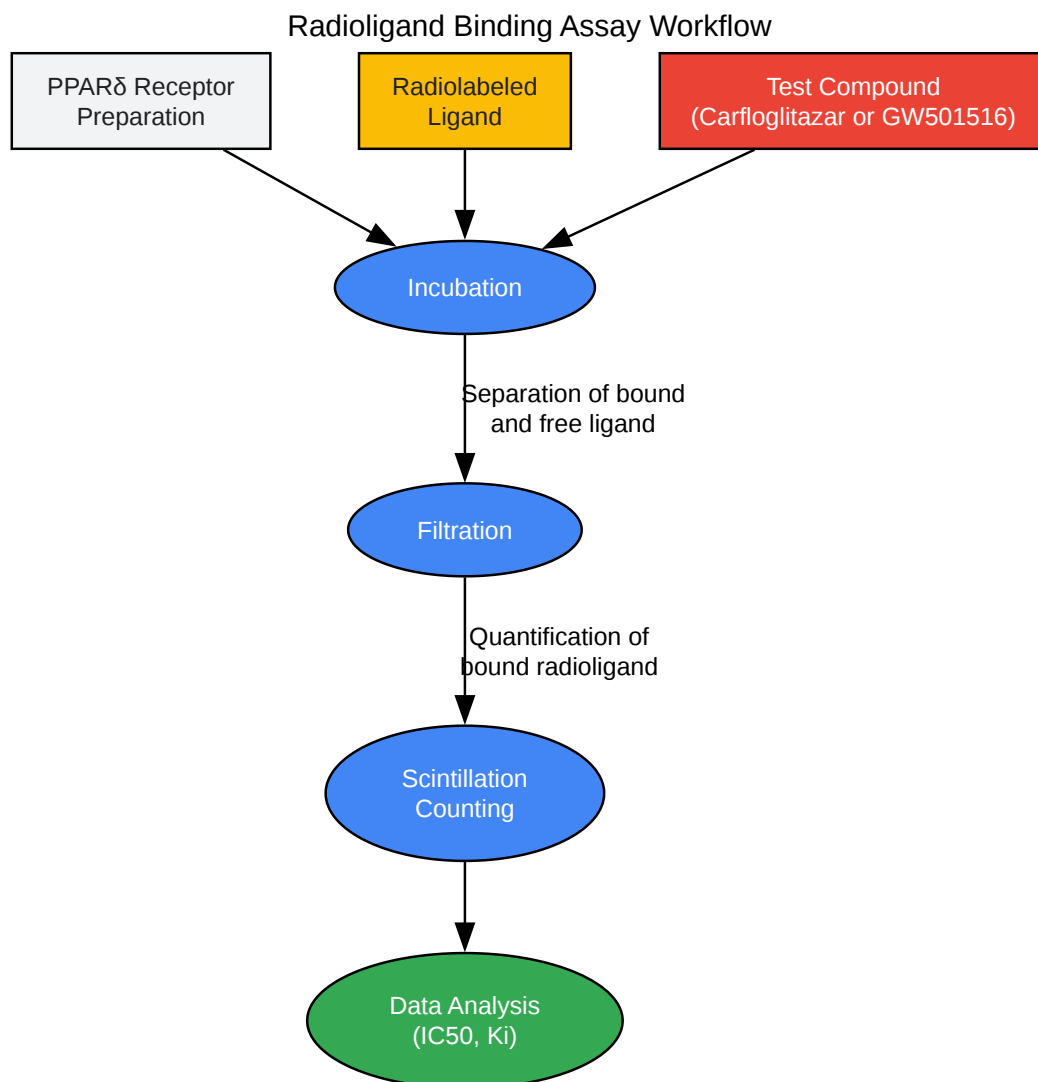 Radioligand Binding Assay Workflow
PPARδ Receptor
Preparation
Radiolabeled
Ligand
Test Compound
(Carfloglitazar or GW501516)
Incubation
Separation of bound
and free ligand
Filtration
Quantification of
bound radioligand
Scintillation
Counting
Data Analysis
(IC50, Ki)